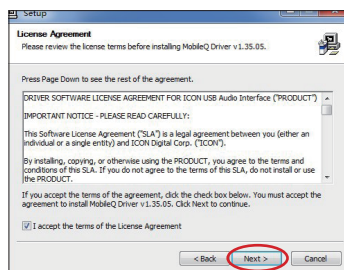 Setup
License Agreement
Please review the license terms before installing MobileQ Driver v1.35.05.
Press Page Down to see the rest of the agreement.
DRIVER SOFTWARE LICENSE AGREEMENT FOR ICON USB Audio Interface ("PRODUCT")
IMPORTANT NOTICE - PLEASE READ CAREFULLY:
This Software License Agreement ("SLA") is a legal agreement between you (either an
individual or a single entity) and ICON Digital Corp. ("ICON").
By installing, copying, or otherwise using the PRODUCT, you agree to the terms and
conditions of this SLA. If you do not agree to the terms of this SLA, do not install or use
the PRODUCT.
If you accept the terms of the agreement, click the check box below. You must accept the
agreement to install MobileQ Driver v1.35.05. Click Next to continue.
I accept the terms of the License Agreement
< Back Next > Cancel